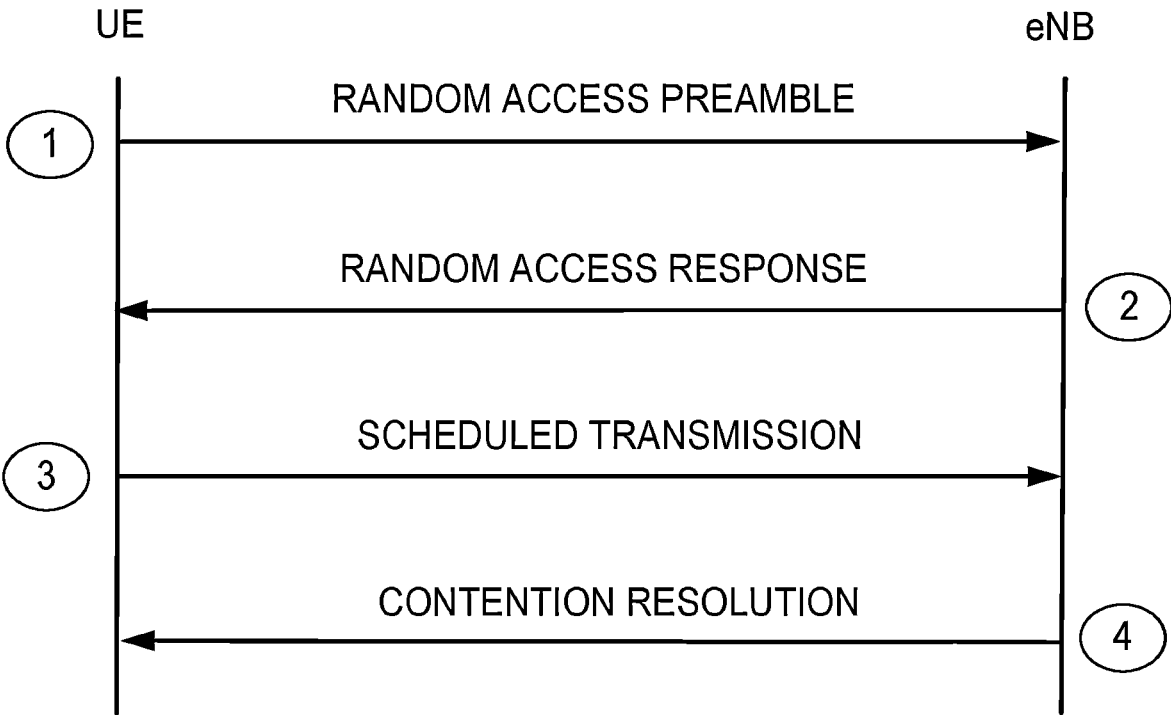 UE
eNB
RANDOM ACCESS PREAMBLE
1
RANDOM ACCESS RESPONSE
2
SCHEDULED TRANSMISSION
3
CONTENTION RESOLUTION
4